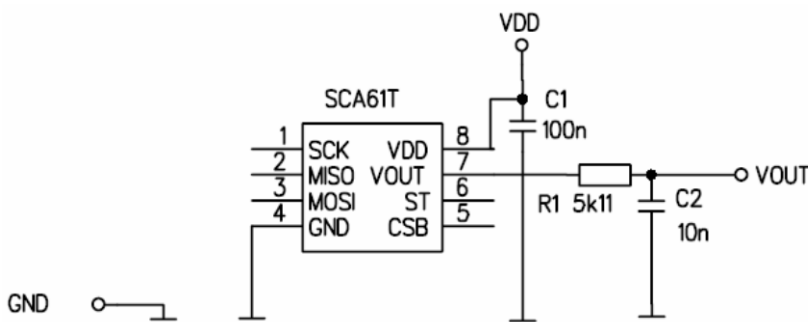 VDD
SCA61T
C1
100n
1 SCK VDD 8
2 MISO VOUT 7
3 MOSI ST 6
4 GND CSB 5
R1 5k11
C2
10n
VOUT
GND